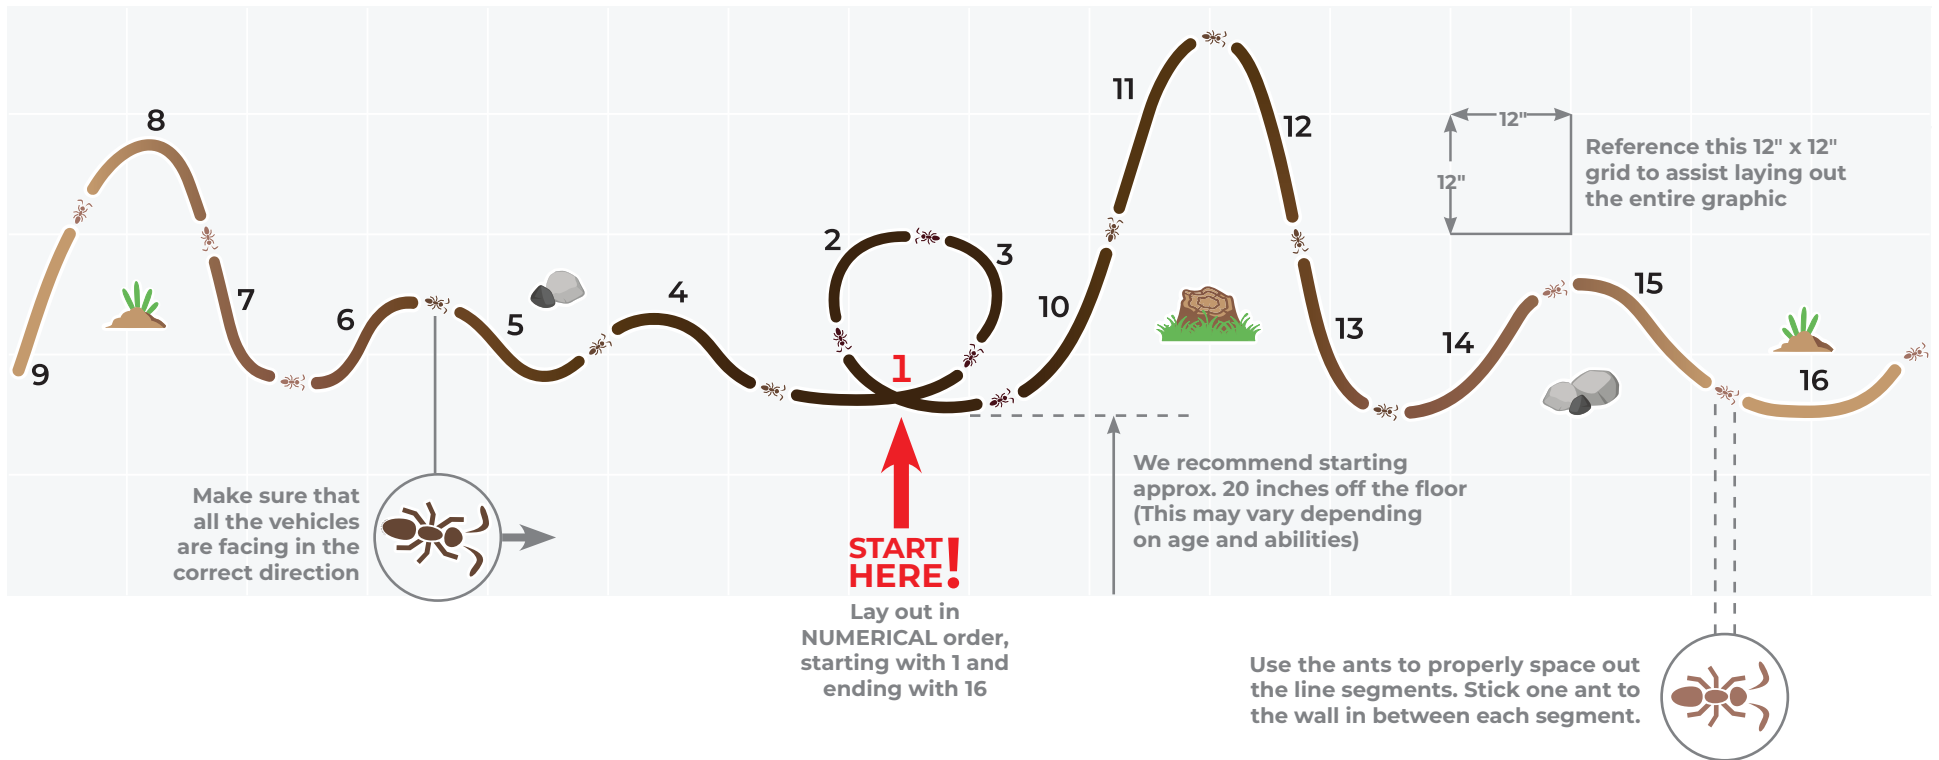 8
11
12
12"
12"
Reference this 12" x 12"
grid to assist laying out
the entire graphic
2
3
7
6
5
4
10
13
14
15
9
1
16
Make sure that
all the vehicles
are facing in the
correct direction
START
HERE!
Lay out in
NUMERICAL order,
starting with 1 and
ending with 16
We recommend starting
approx. 20 inches off the floor
(This may vary depending
on age and abilities)
Use the ants to properly space out
the line segments. Stick one ant to
the wall in between each segment.